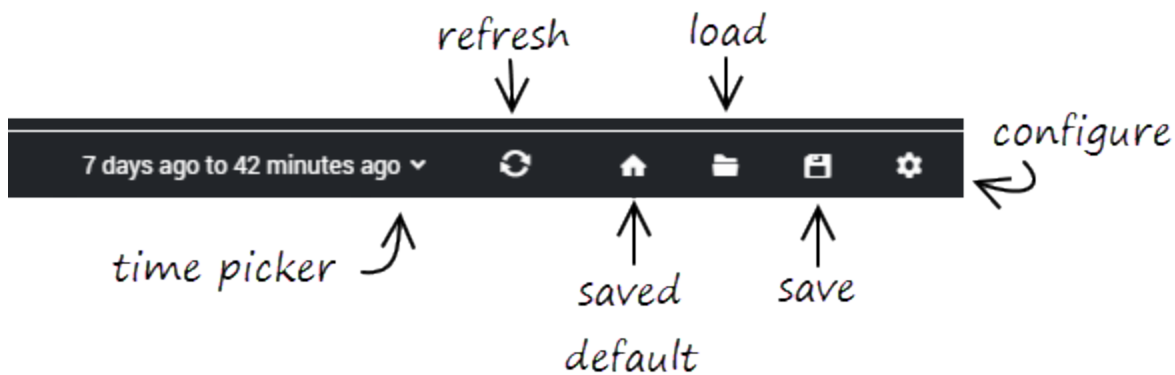 refresh
load
configure
7 days ago to 42 minutes ago
time picker
saved
default
save